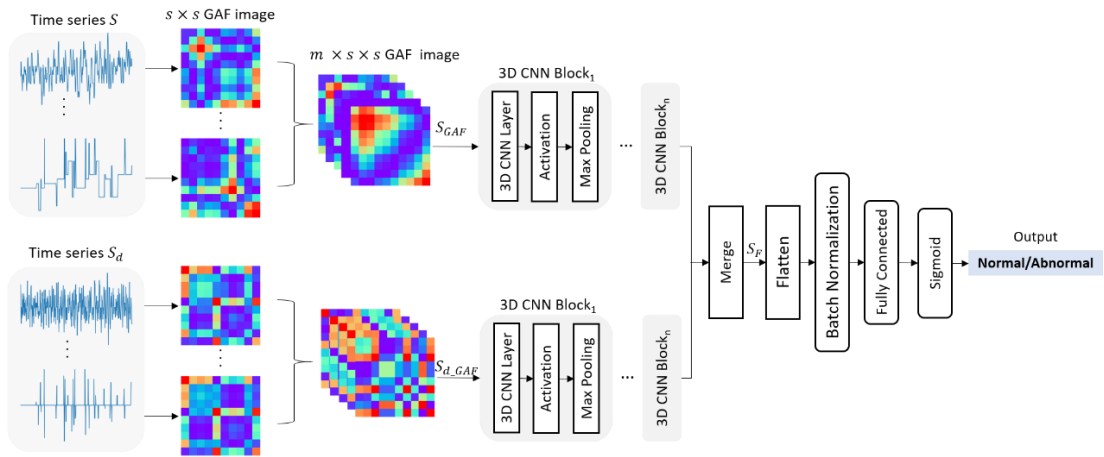 Time series S
s × s GAF image
m × s × s GAF image
S_GAF
3D CNN Block₁
3D CNN Layer
Activation
Max Pooling
...
3D CNN Blockₙ
Time series S_d
S_d_GAF
3D CNN Block₁
3D CNN Layer
Activation
Max Pooling
...
3D CNN Blockₙ
Merge
S_F
Flatten
Batch Normalization
Fully Connected
Sigmoid
Output
Normal/Abnormal